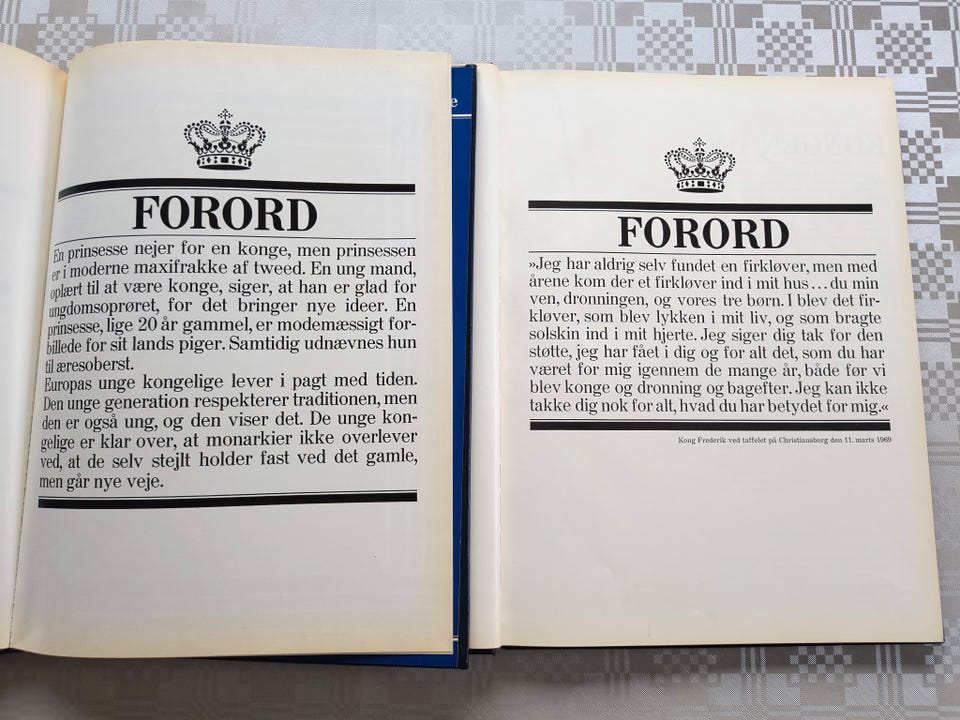 FORORD
En prinsesse nejer for en konge, men prinsessen
er i moderne maxifrakke af tweed. En ung mand,
oplært til at være konge, siger, at han er glad for
ungdomsoprøret, for det bringer nye ideer. En
prinsesse, lige 20 år gammel, er modemæssigt for-
billede for sit lands piger. Samtidig udnævnes hun
til æresoberst.
Europas unge kongelige lever i pagt med tiden.
Den unge generation respekterer traditionen, men
den er også ung, og den viser det. De unge kon-
gelige er klar over, at monarkier ikke overlever
ved, at de selv stejlt holder fast ved det gamle,
men går nye veje.
e
FORORD
»Jeg har aldrig selv fundet en firkløver, men med
årene kom der et firkløver ind i mit hus... du min
ven, dronningen, og vores tre børn. I blev det fir-
kløver, som blev lykken i mit liv, og som bragte
solskin ind i mit hjerte. Jeg siger dig tak for den
støtte, jeg har fået i dig og for alt det, som du har
været for mig igennem de mange år, både før vi
blev konge og dronning og bagefter. Jeg kan ikke
takke dig nok for alt, hvad du har betydet for mig.«
Kong Frederik ved taffelet på Christiansborg den 11. marts 1969